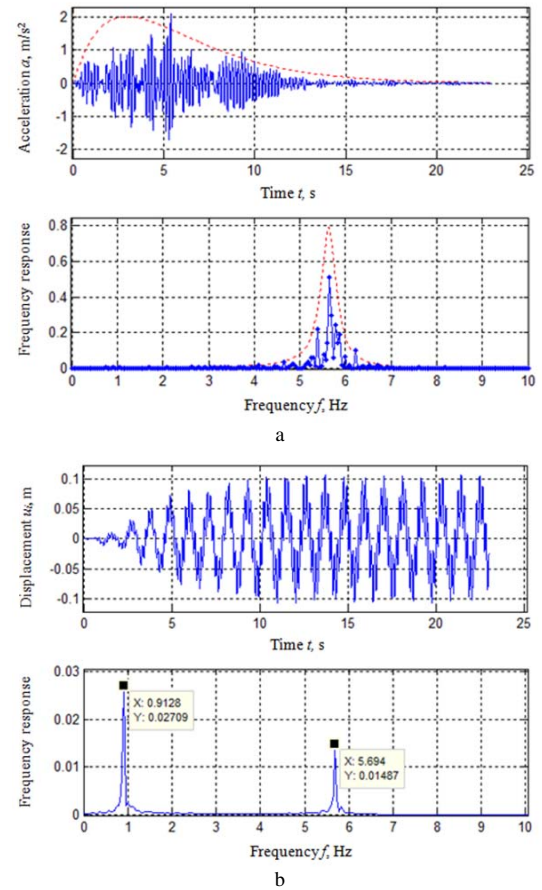 2
1
0
-1
-2
Acceleration a, m/s²
0 5 10 15 20 25
Time t, s
0.8
0.6
0.4
0.2
0
Frequency response
0 1 2 3 4 5 6 7 8 9 10
Frequency f, Hz
a
0.1
0.05
0
-0.05
-0.1
Displacement u, m
0 5 10 15 20 25
Time t, s
0.03
0.02
0.01
0
Frequency response
X: 0.9128
Y: 0.02709
X: 5.694
Y: 0.01487
0 1 2 3 4 5 6 7 8 9 10
Frequency f, Hz
b